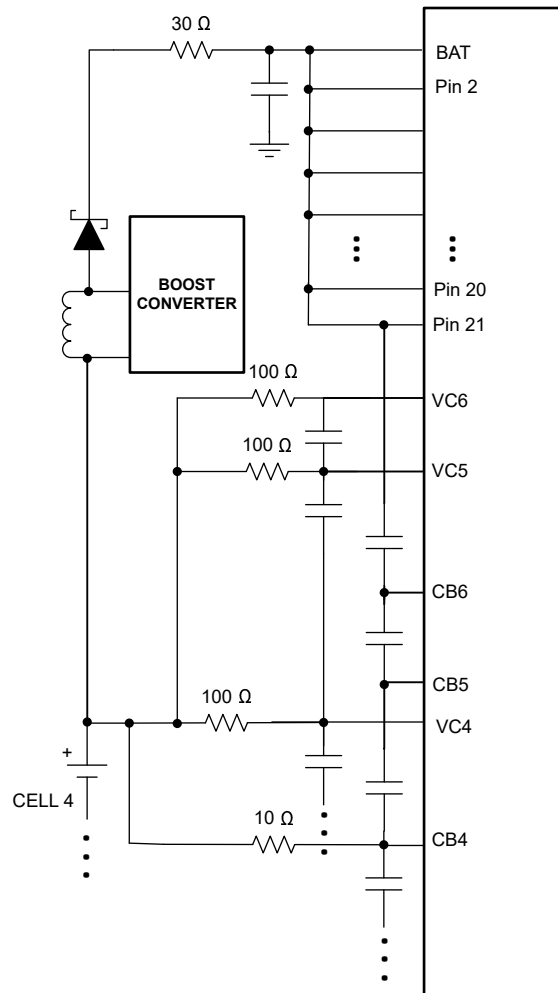 30 Ω
BAT
Pin 2
BOOST
CONVERTER
Pin 20
Pin 21
100 Ω
VC6
100 Ω
VC5
CB6
CB5
100 Ω
VC4
+
CELL 4
10 Ω
CB4